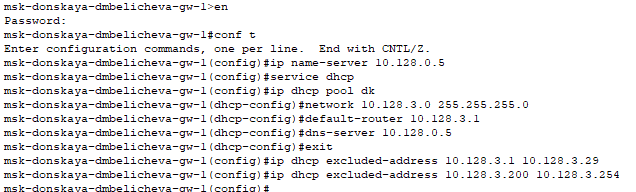 msk-donskaya-dmbelicheva-gw-1>en
Password:
msk-donskaya-dmbelicheva-gw-1#conf t
Enter configuration commands, one per line.  End with CNTL/Z.
msk-donskaya-dmbelicheva-gw-1(config)#ip name-server 10.128.0.5
msk-donskaya-dmbelicheva-gw-1(config)#service dhcp
msk-donskaya-dmbelicheva-gw-1(config)#ip dhcp pool dk
msk-donskaya-dmbelicheva-gw-1(dhcp-config)#network 10.128.3.0 255.255.255.0
msk-donskaya-dmbelicheva-gw-1(dhcp-config)#default-router 10.128.3.1
msk-donskaya-dmbelicheva-gw-1(dhcp-config)#dns-server 10.128.0.5
msk-donskaya-dmbelicheva-gw-1(dhcp-config)#exit
msk-donskaya-dmbelicheva-gw-1(config)#ip dhcp excluded-address 10.128.3.1 10.128.3.29
msk-donskaya-dmbelicheva-gw-1(config)#ip dhcp excluded-address 10.128.3.200 10.128.3.254
msk-donskaya-dmbelicheva-gw-1(config)#